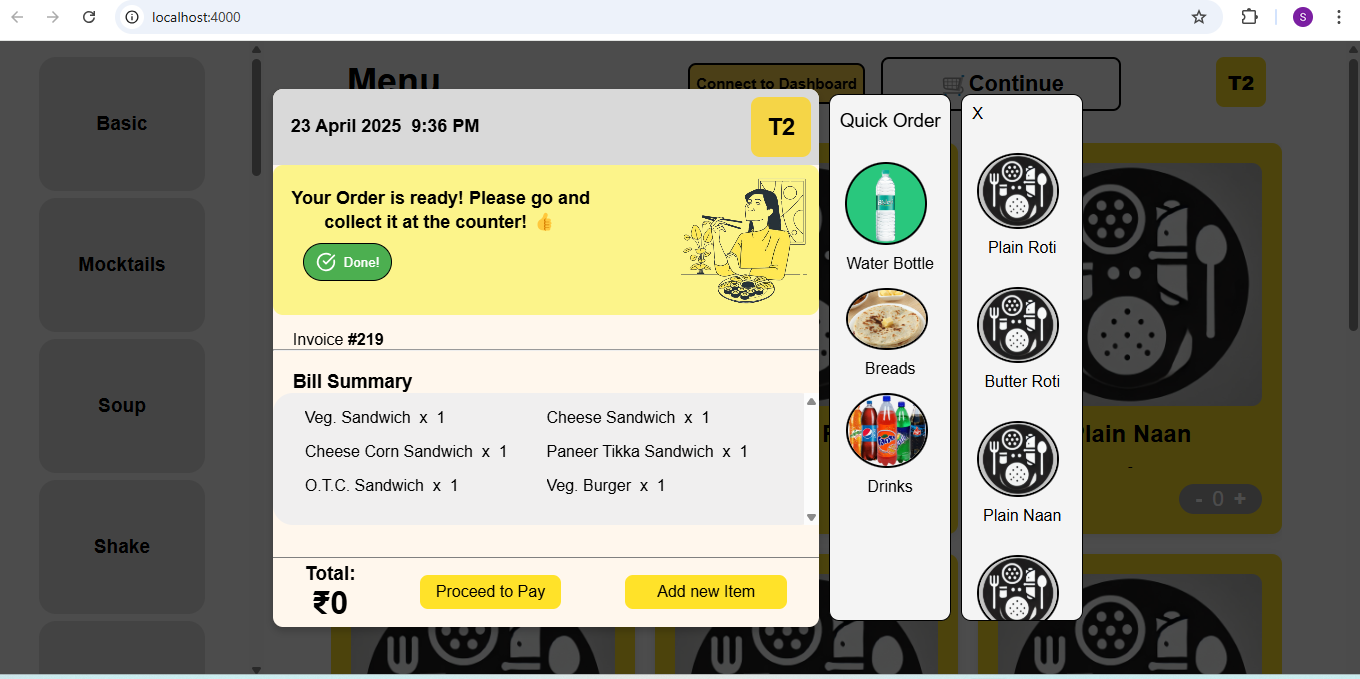 localhost:4000
S
Menu
Connect to Dashboard
🛒 Continue
T2
Basic
Mocktails
Soup
Shake
23 April 2025 9:36 PM
T2
Your Order is ready! Please go and
collect it at the counter! 👍
Done!
Invoice #219
Bill Summary
Veg. Sandwich x 1
Cheese Sandwich x 1
Cheese Corn Sandwich x 1
Paneer Tikka Sandwich x 1
O.T.C. Sandwich x 1
Veg. Burger x 1
Total:
₹0
Proceed to Pay
Add new Item
Quick Order
Water Bottle
Breads
Drinks
X
Plain Roti
Butter Roti
Plain Naan
Plain Naan
-
- 0 +